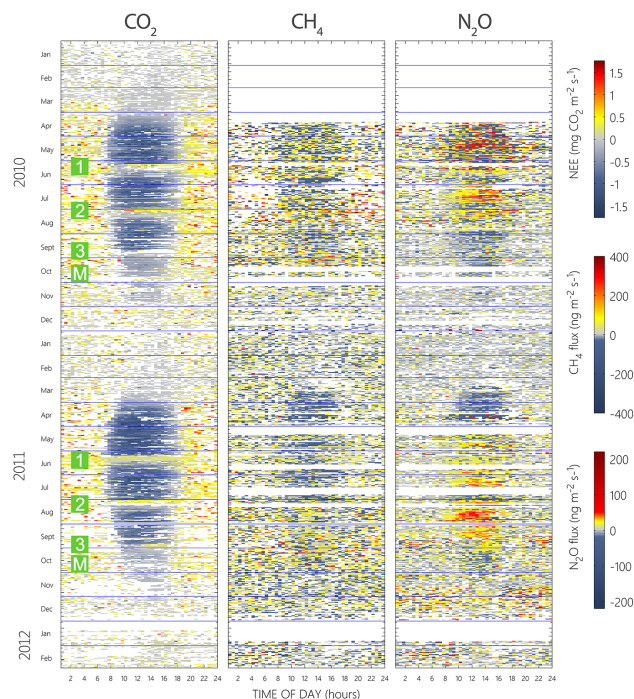 CO2 CH4 N2O
Jan
Feb
Mar
Apr
May
Jun
Jul
Aug
Sept
Oct
Nov
Dec
Jan
Feb
Mar
Apr
May
Jun
Jul
Aug
Sept
Oct
Nov
Dec
Jan
Feb
2010
2011
2012
1
2
3
M
1
2
3
M
2 4 6 8 10 12 14 16 18 20 22 24 2 4 6 8 10 12 14 16 18 20 22 24 2 4 6 8 10 12 14 16 18 20 22 24
TIME OF DAY (hours)
NEE (mg CO2 m-2 s-1)
1.5
1
0.5
0
-0.5
-1
-1.5
CH4 flux (ng m-2 s-1)
400
200
0
-200
-400
N2O flux (ng m-2 s-1)
200
100
0
-100
-200